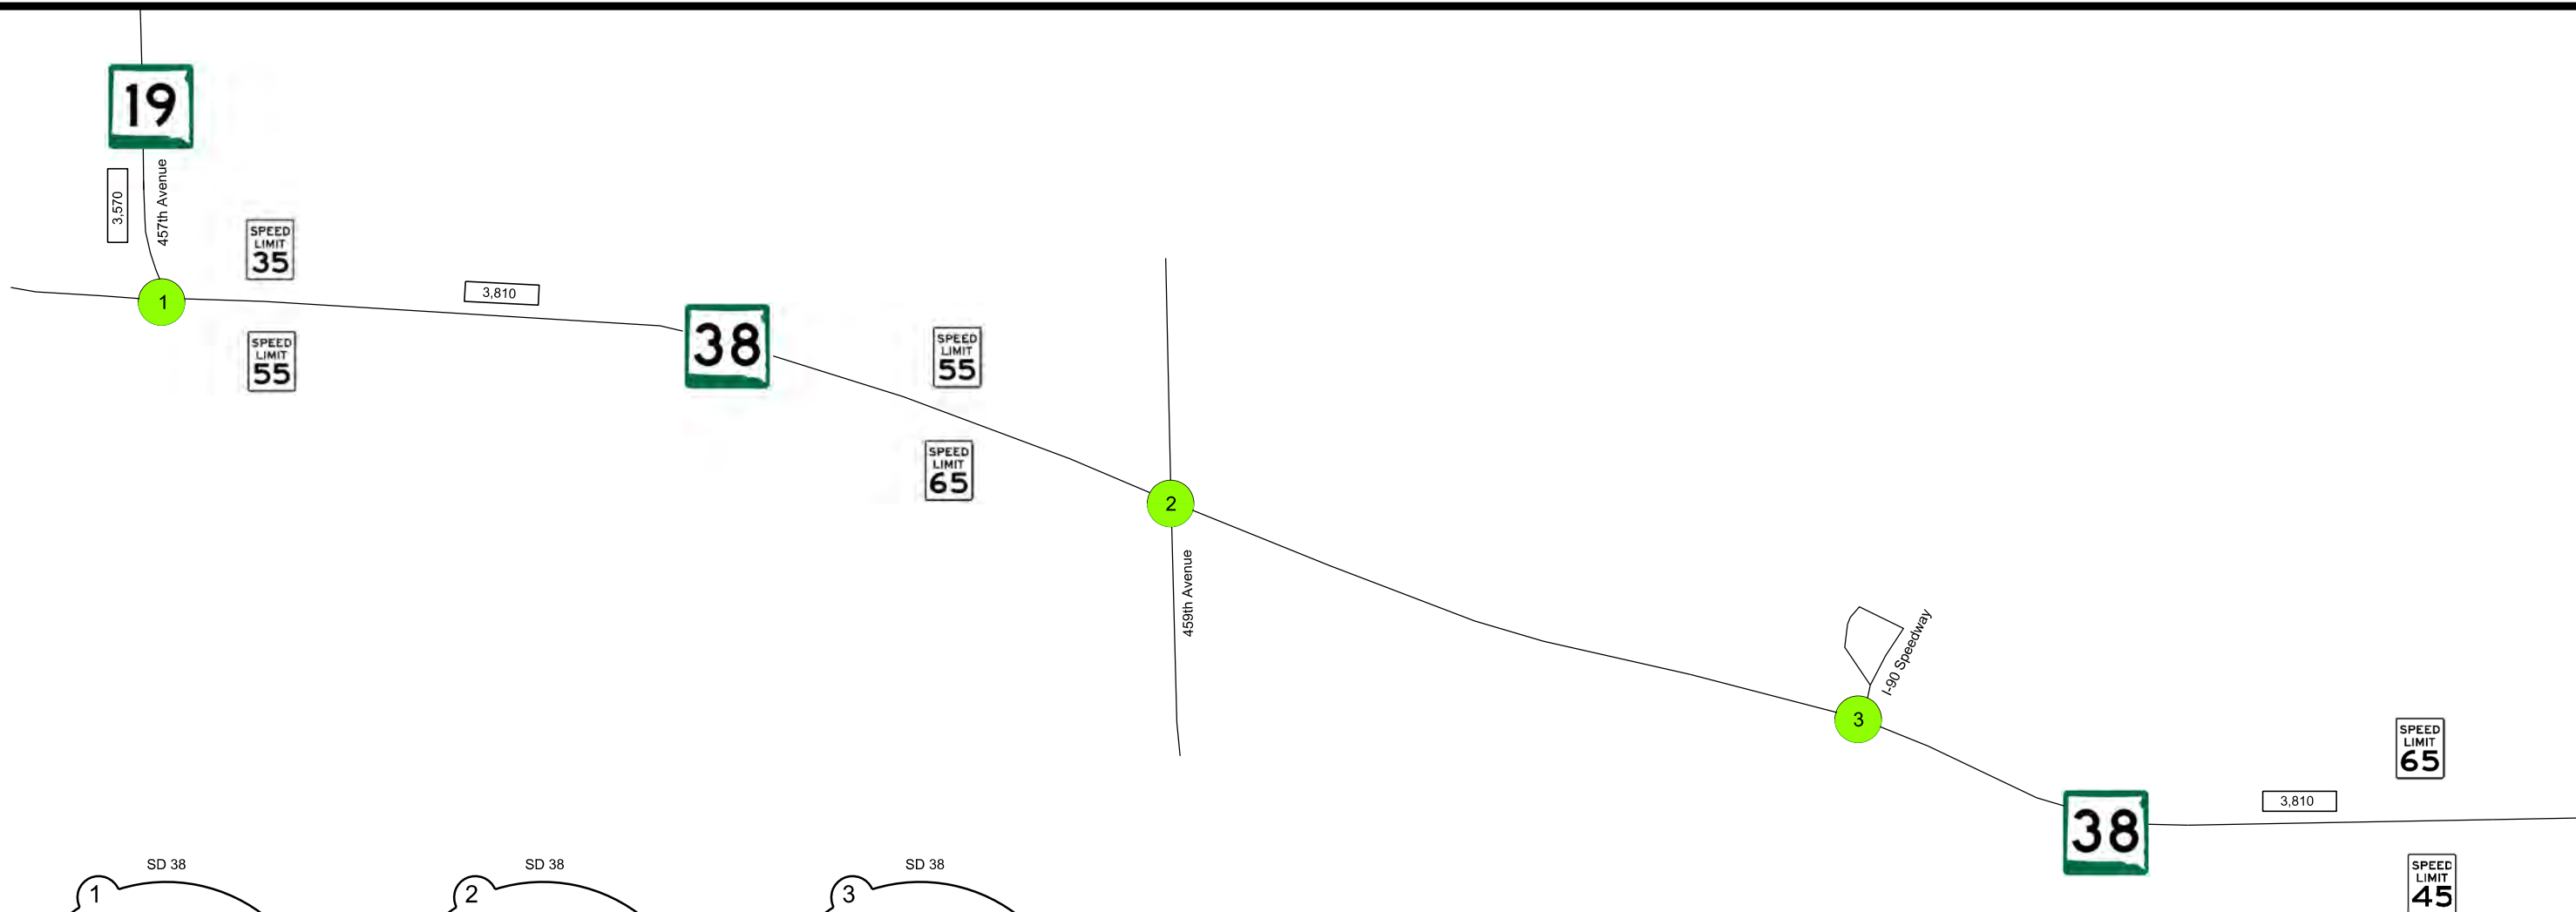 19
3,570
457th Avenue
SPEED
LIMIT
35
1
3,810
SPEED
LIMIT
55
38
SPEED
LIMIT
55
SPEED
LIMIT
65
2
459th Avenue
I-90 Speedway
3
SPEED
LIMIT
65
3,810
38
SPEED
LIMIT
45
SD 38
1
SD 38
2
SD 38
3